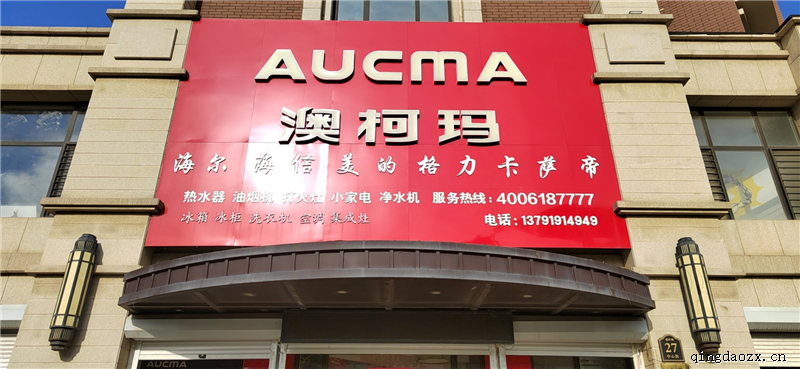 AUCMA
澳柯玛
海尔 海信 美的 格力 卡萨帝
热水器 油烟机 灶 小家电 净水机 服务热线:4006187777
冰箱 冰柜 洗衣机 空调 集成灶
电话:13791914949
AUCMA
27
qingdaozx.cn